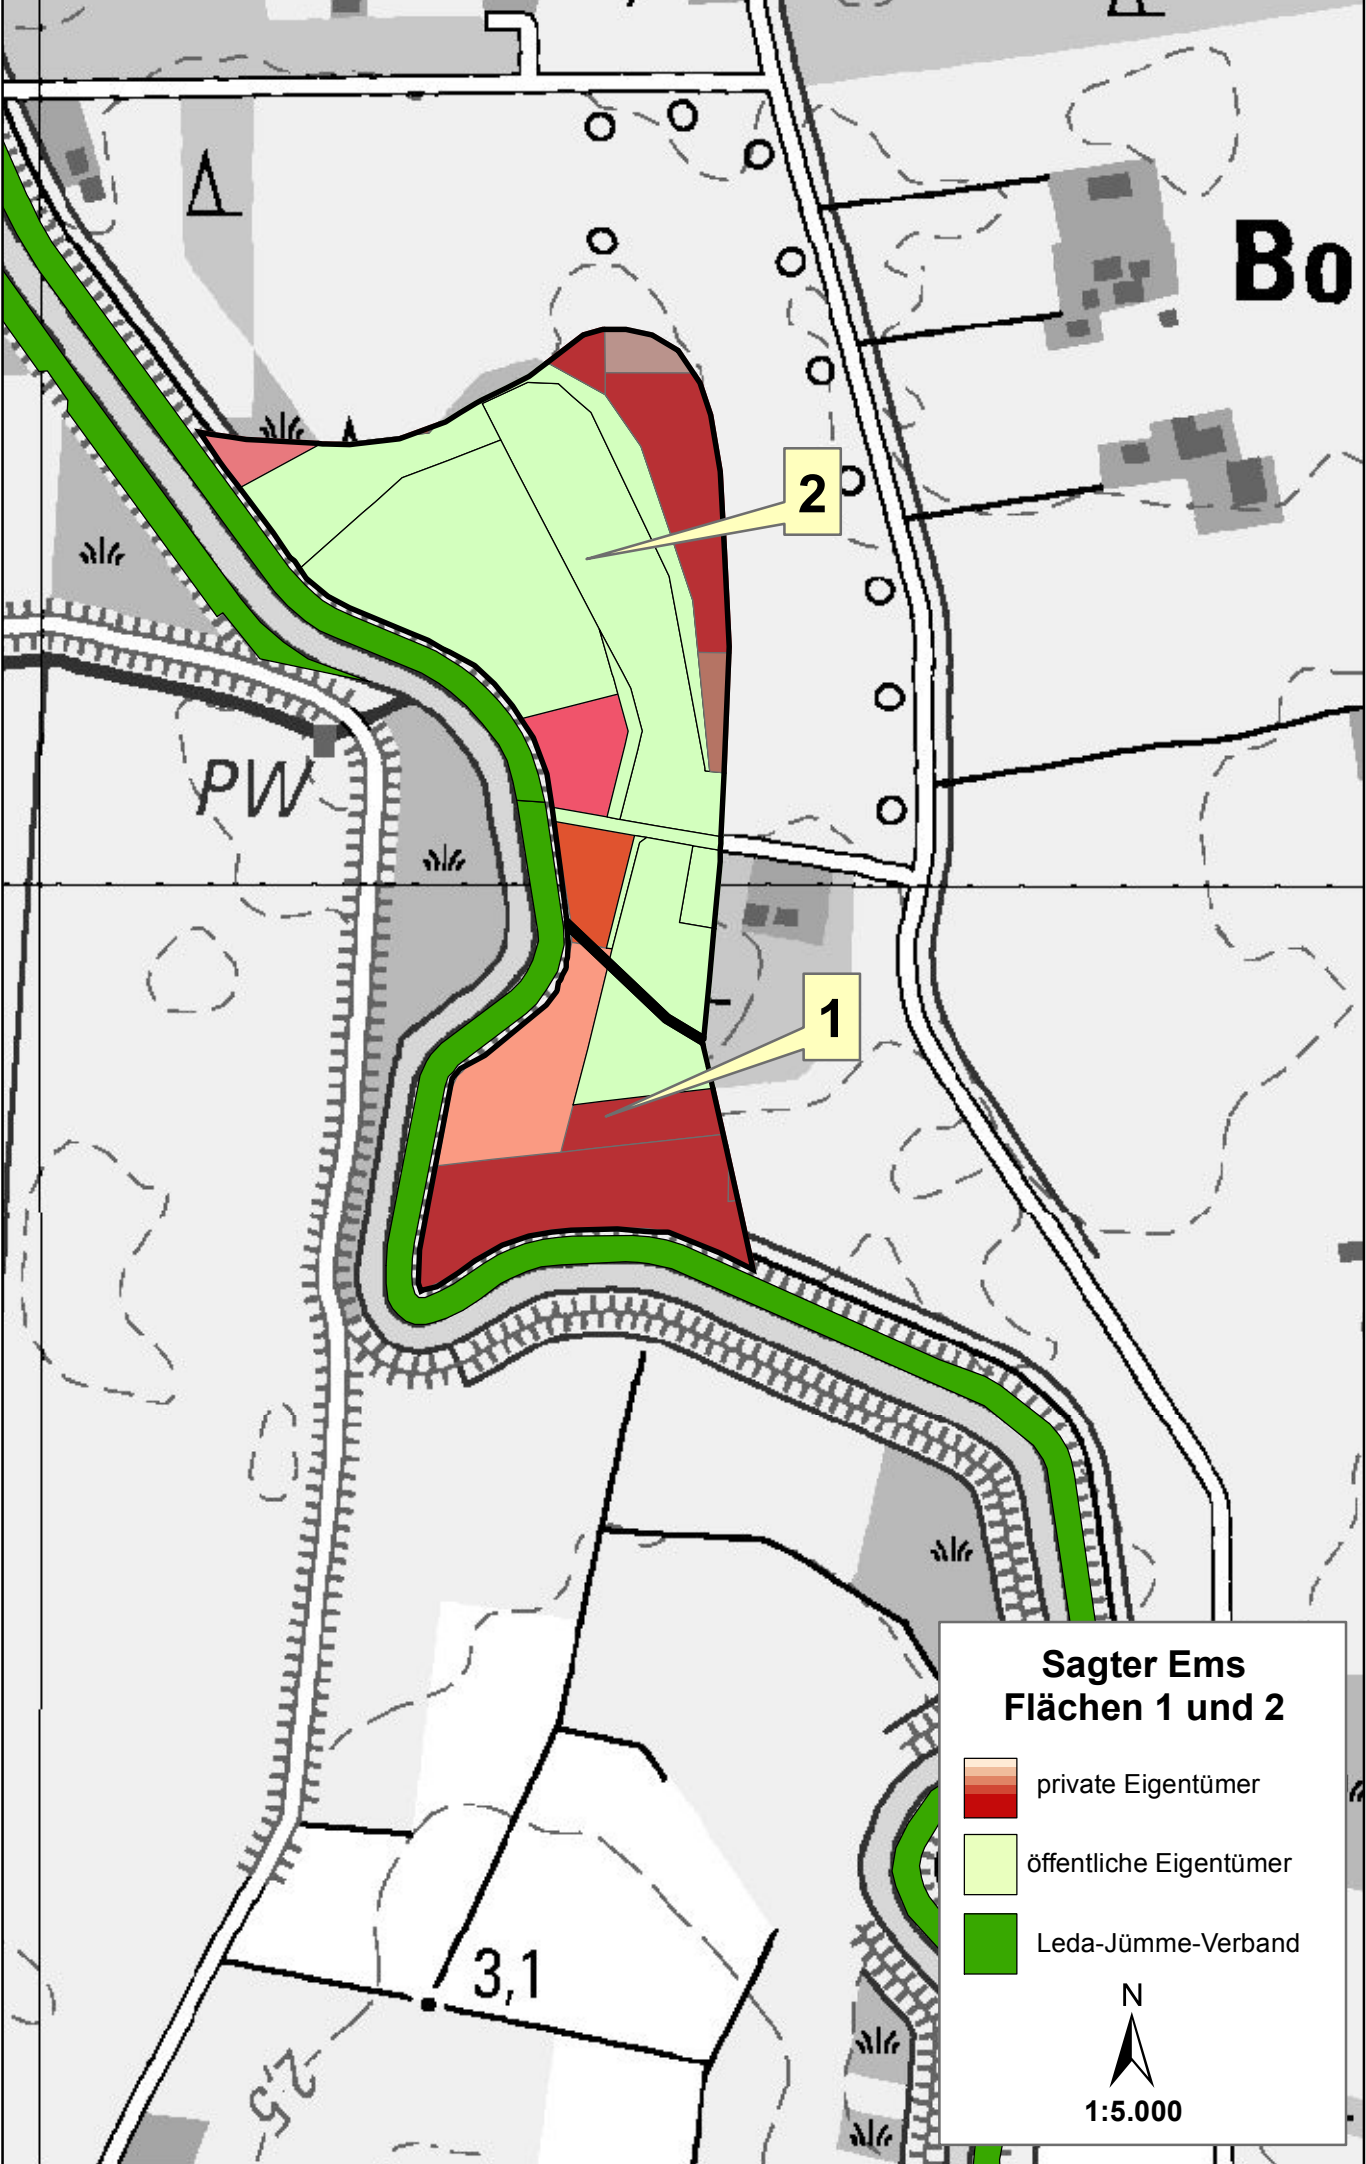 Bo
2
PW
1
Sagter Ems
Flächen 1 und 2
private Eigentümer
öffentliche Eigentümer
Leda-Jümme-Verband
3,1
N
2,5
1:5.000